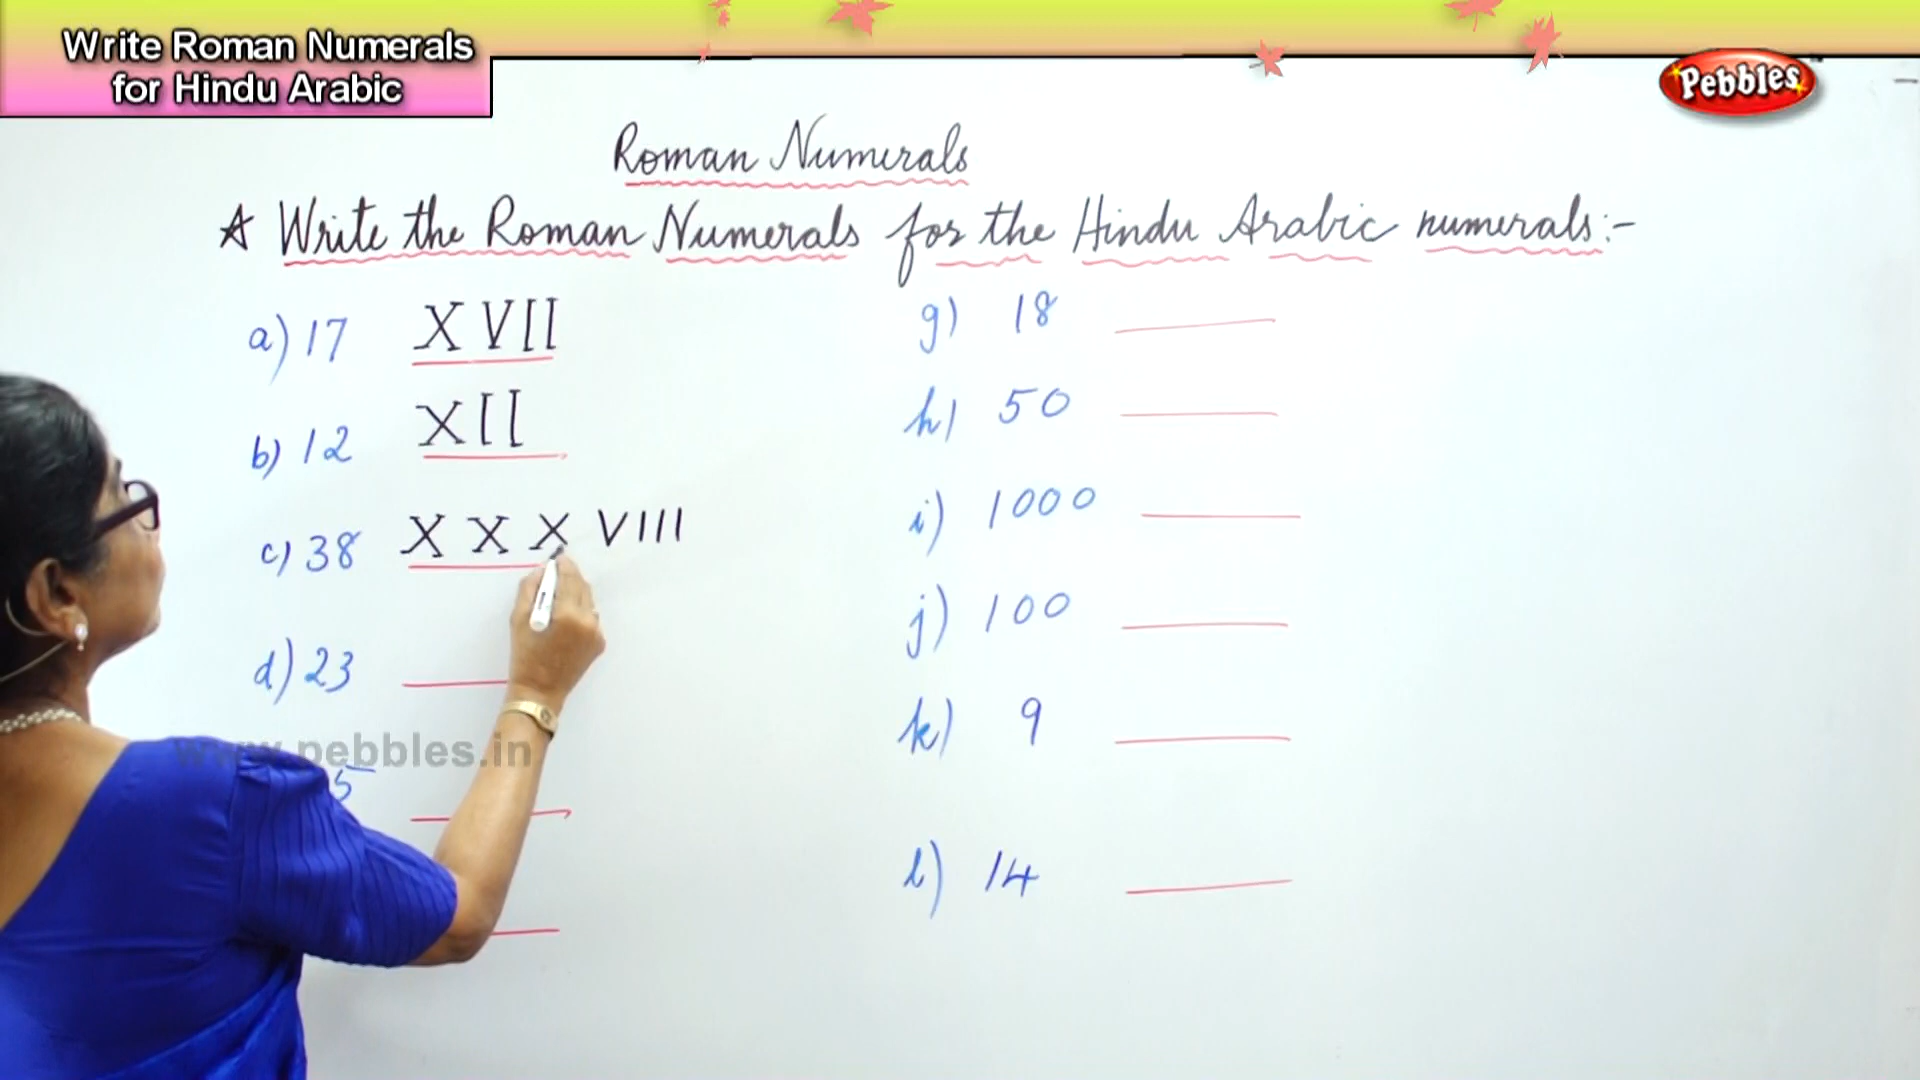 Write Roman Numerals
for Hindu Arabic
Pebbles
Roman Numerals
☆ Write the Roman Numerals for the Hindu Arabic numerals:-
a) 17 XVII
b) 12 XII
c) 38 XXXVIII
d) 23
5
g) 18
h) 50
i) 1000
j) 100
k) 9
l) 14
www.pebbles.in